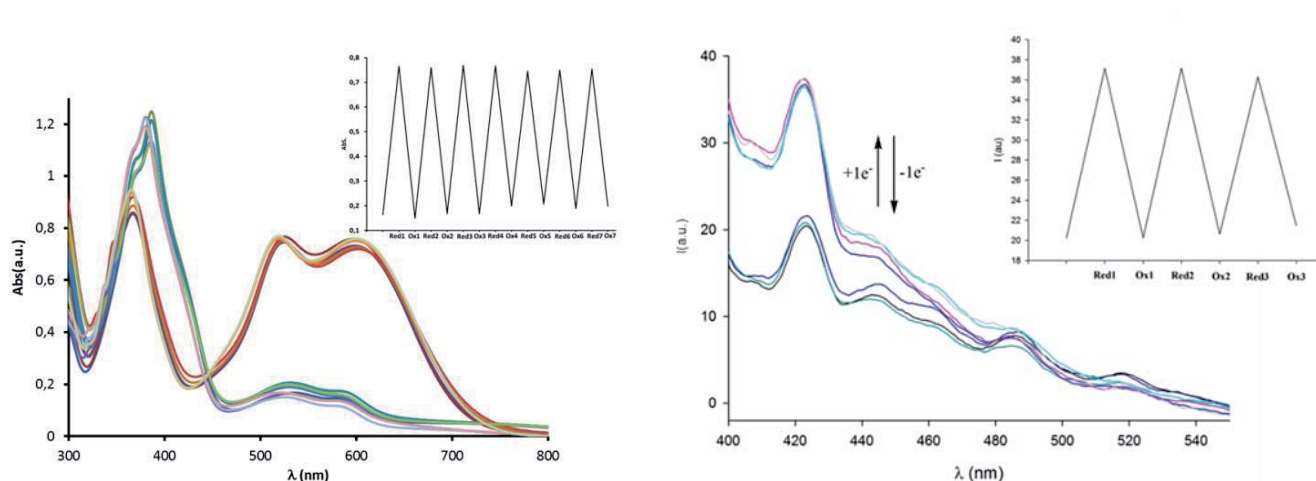 Abs(a.u.)
1,2
1
0,8
0,6
0,4
0,2
0
300 400 500 600 700 800
λ (nm)
Abs.
0,8
0,7
0,6
0,5
0,4
0,3
0,2
0,1
Red1 Ox1 Red2 Ox2 Red3 Ox3 Red4 Ox4 Red5 Ox5 Red6 Ox6 Red7 Ox7
I(a.u.)
40
30
20
10
0
400 420 440 460 480 500 520 540
λ (nm)
+1e⁻ -1e⁻
I (au)
40
38
36
34
32
30
28
26
24
22
20
18
Red1 Ox1 Red2 Ox2 Red3 Ox3